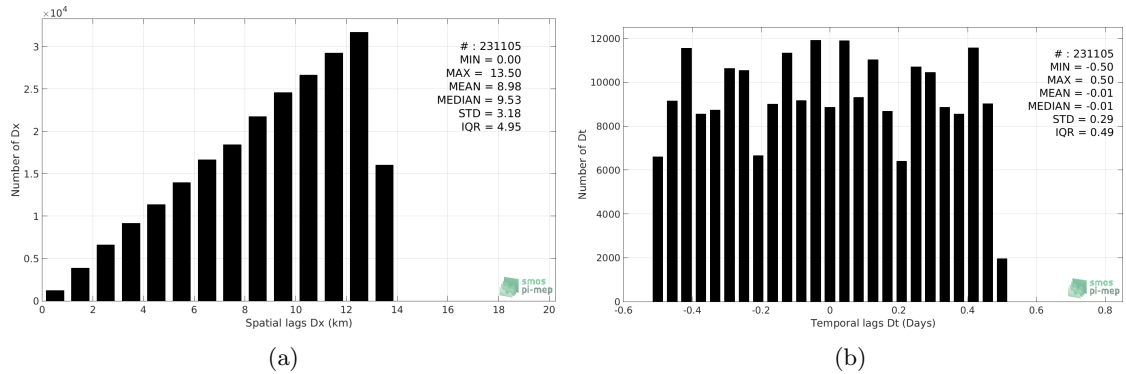 ×10⁴
3
2.5
2
1.5
1
0.5
0
Number of Dx
# : 231105
MIN = 0.00
MAX = 13.50
MEAN = 8.98
MEDIAN = 9.53
STD = 3.18
IQR = 4.95
smos
pi-mep
0 2 4 6 8 10 12 14 16 18 20
Spatial lags Dx (km)
(a)
12000
10000
8000
6000
4000
2000
0
Number of Dt
# : 231105
MIN = -0.50
MAX = 0.50
MEAN = -0.01
MEDIAN = -0.01
STD = 0.29
IQR = 0.49
smos
pi-mep
-0.6 -0.4 -0.2 0 0.2 0.4 0.6 0.8
Temporal lags Dt (Days)
(b)